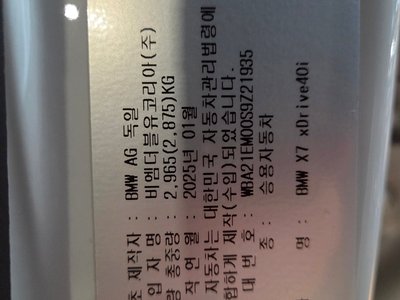 초 제작자 : BMW AG 독일
입 자 명 : 비엠더블유코리아(주)
량 총중량 : 2,965(2,875)KG
작 연 월 : 2025년 01월
자동차는 대한민국 자동차관리법령에
합하게 제작(수입)되었습니다.
대 번 호 : WBA21EM00S9Z21935
종 : 승용자동차
명 : BMW X7 xDrive40i